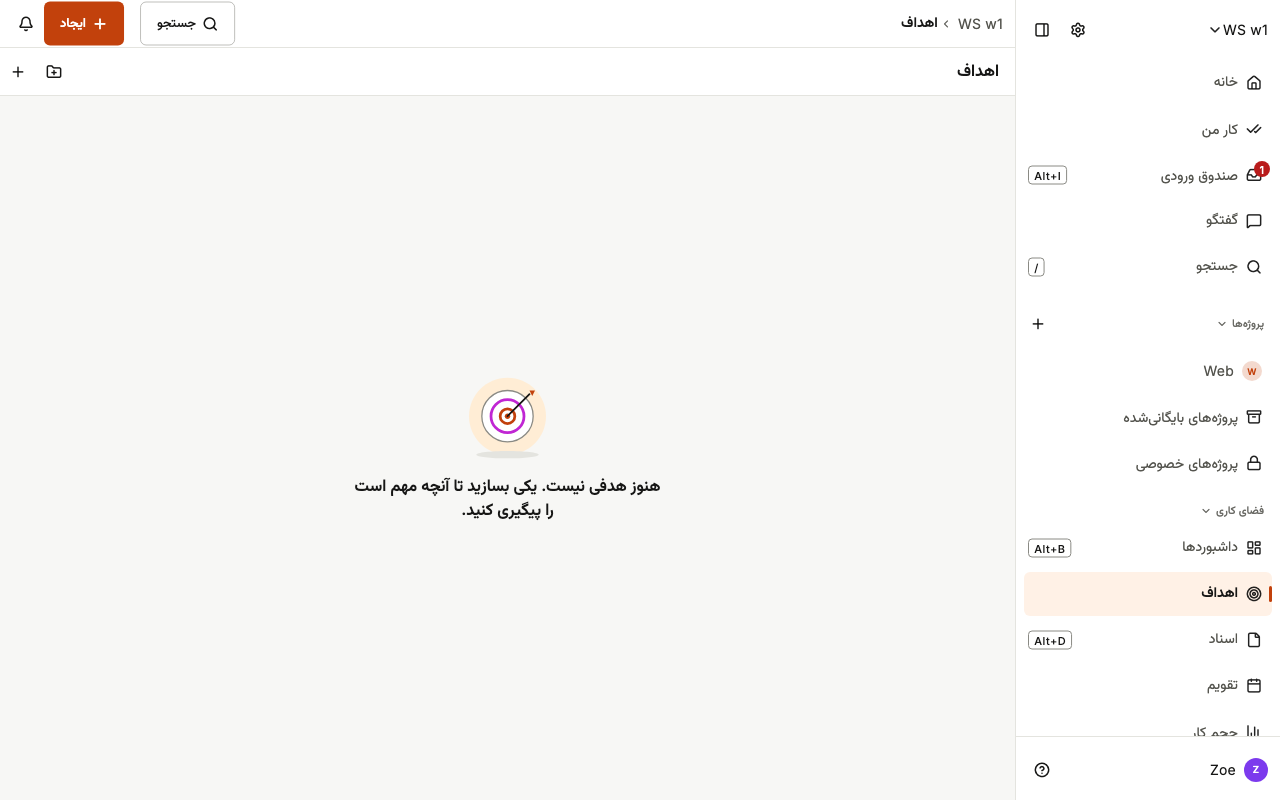 WS w1
خانه
کار من
صندوق ورودی
1
Alt+I
گفتگو
جستجو
/
پروژه‌ها
W
Web
پروژه‌های بایگانی‌شده
پروژه‌های خصوصی
فضای کاری
داشبوردها
Alt+B
اهداف
اسناد
Alt+D
تقویم
حجم کار
Z
Zoe
WS w1 › اهداف
جستجو
ایجاد
اهداف
هنوز هدفی نیست. یکی بسازید تا آنچه مهم است
را پیگیری کنید.